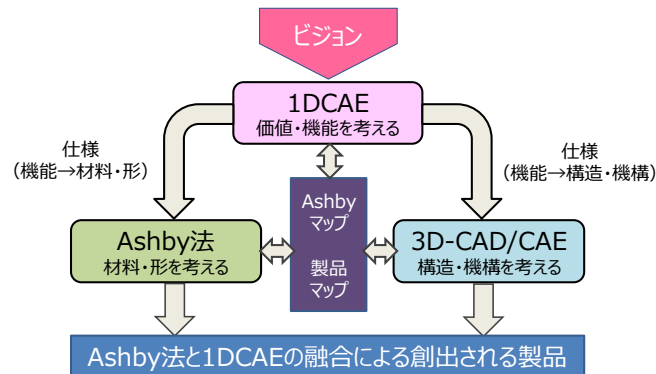 ビジョン
1DCAE
価値・機能を考える
仕様
（機能→材料・形）
仕様
（機能→構造・機構）
Ashby
マップ
製品
マップ
Ashby法
材料・形を考える
3D-CAD/CAE
構造・機構を考える
Ashby法と1DCAEの融合による創出される製品